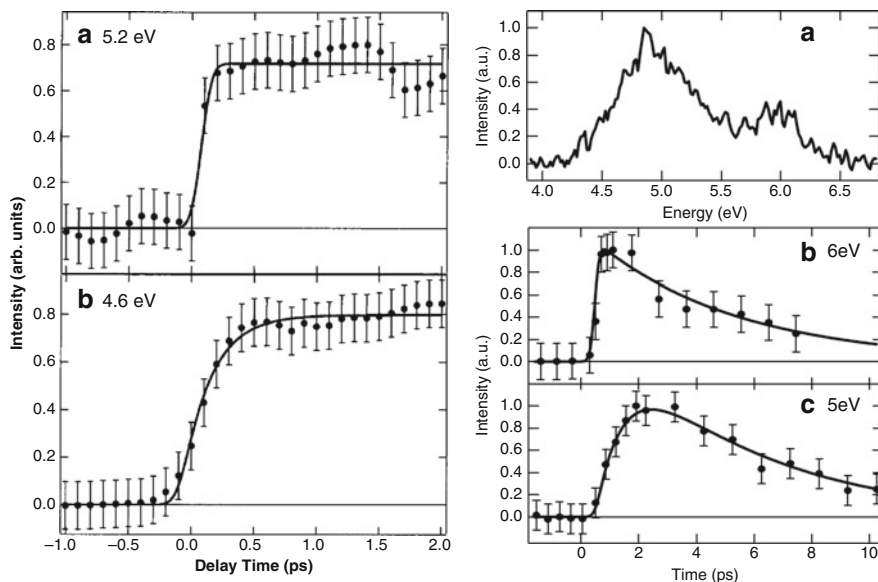 a 5.2 eV
0.8
0.6
0.4
0.2
0.0
b 4.6 eV
0.8
0.6
0.4
0.2
0.0
Intensity (arb. units)
−1.0 −0.5 0.0 0.5 1.0 1.5 2.0
Delay Time (ps)
a
1.0
0.8
0.6
0.4
0.2
0.0
Intensity (a.u.)
4.0 4.5 5.0 5.5 6.0 6.5
Energy (eV)
b 6eV
1.0
0.8
0.6
0.4
0.2
0.0
Intensity (a.u.)
c 5eV
1.0
0.8
0.6
0.4
0.2
0.0
Intensity (a.u.)
0 2 4 6 8 10
Time (ps)